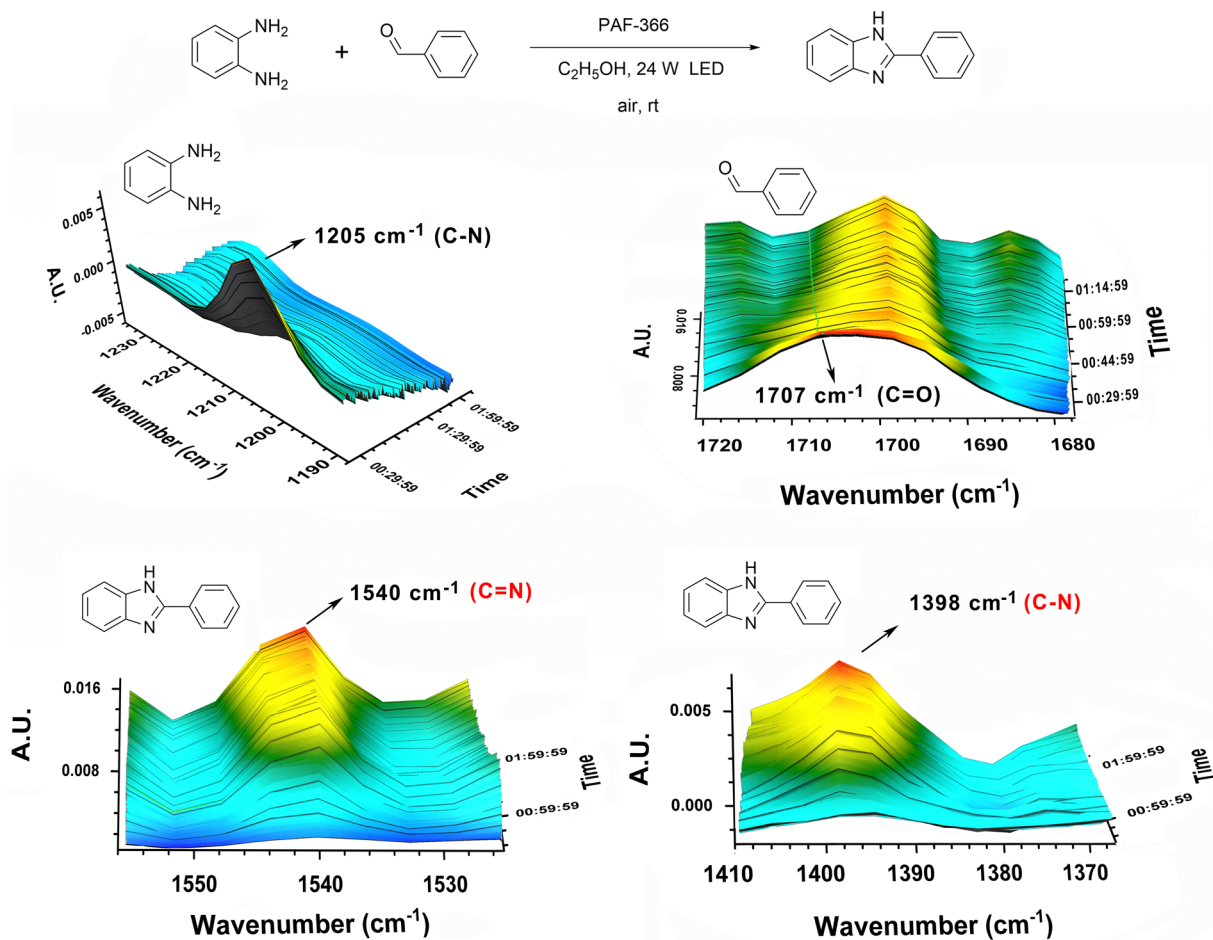 NH₂
NH₂
+
O
PAF-366
C₂H₅OH, 24 W LED
air, rt
H
N
N
NH₂
NH₂
0.005
0.000
-0.005
A.U.
1205 cm⁻¹ (C-N)
1230
1220
1210
1200
1190
Wavenumber (cm⁻¹)
00:29:59
01:29:59
01:59:59
Time
O
0.016
0.008
A.U.
1707 cm⁻¹ (C=O)
1720
1710
1700
1690
1680
Wavenumber (cm⁻¹)
01:14:59
00:59:59
00:44:59
00:29:59
Time
H
N
N
1540 cm⁻¹ (C=N)
0.016
0.008
A.U.
1550
1540
1530
Wavenumber (cm⁻¹)
01:59:59
00:59:59
Time
H
N
N
1398 cm⁻¹ (C-N)
0.005
0.000
A.U.
1410
1400
1390
1380
1370
Wavenumber (cm⁻¹)
01:59:59
00:59:59
Time